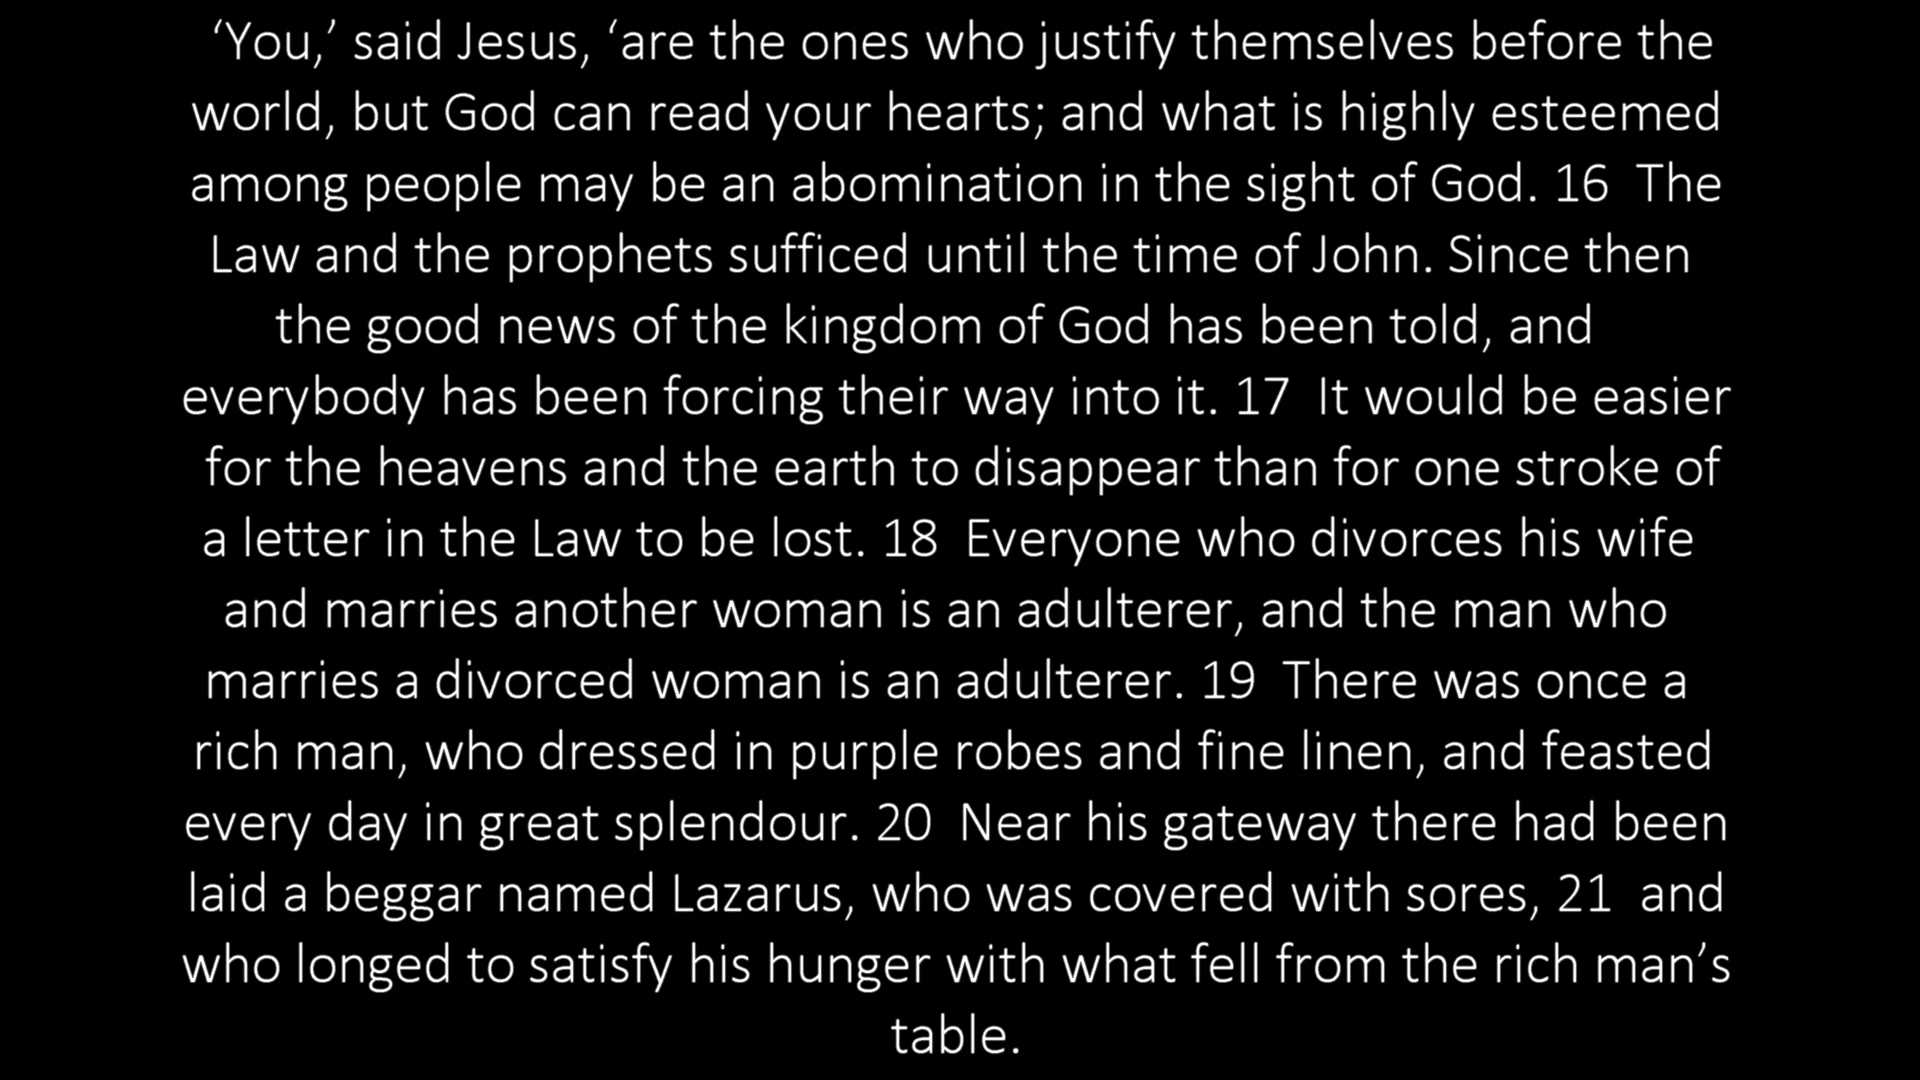 ‘You,’ said Jesus, ‘are the ones who justify themselves before the
world, but God can read your hearts; and what is highly esteemed
among people may be an abomination in the sight of God. 16  The
Law and the prophets sufficed until the time of John. Since then
the good news of the kingdom of God has been told, and
everybody has been forcing their way into it. 17  It would be easier
for the heavens and the earth to disappear than for one stroke of
a letter in the Law to be lost. 18  Everyone who divorces his wife
and marries another woman is an adulterer, and the man who
marries a divorced woman is an adulterer. 19  There was once a
rich man, who dressed in purple robes and fine linen, and feasted
every day in great splendour. 20  Near his gateway there had been
laid a beggar named Lazarus, who was covered with sores, 21  and
who longed to satisfy his hunger with what fell from the rich man’s
table.